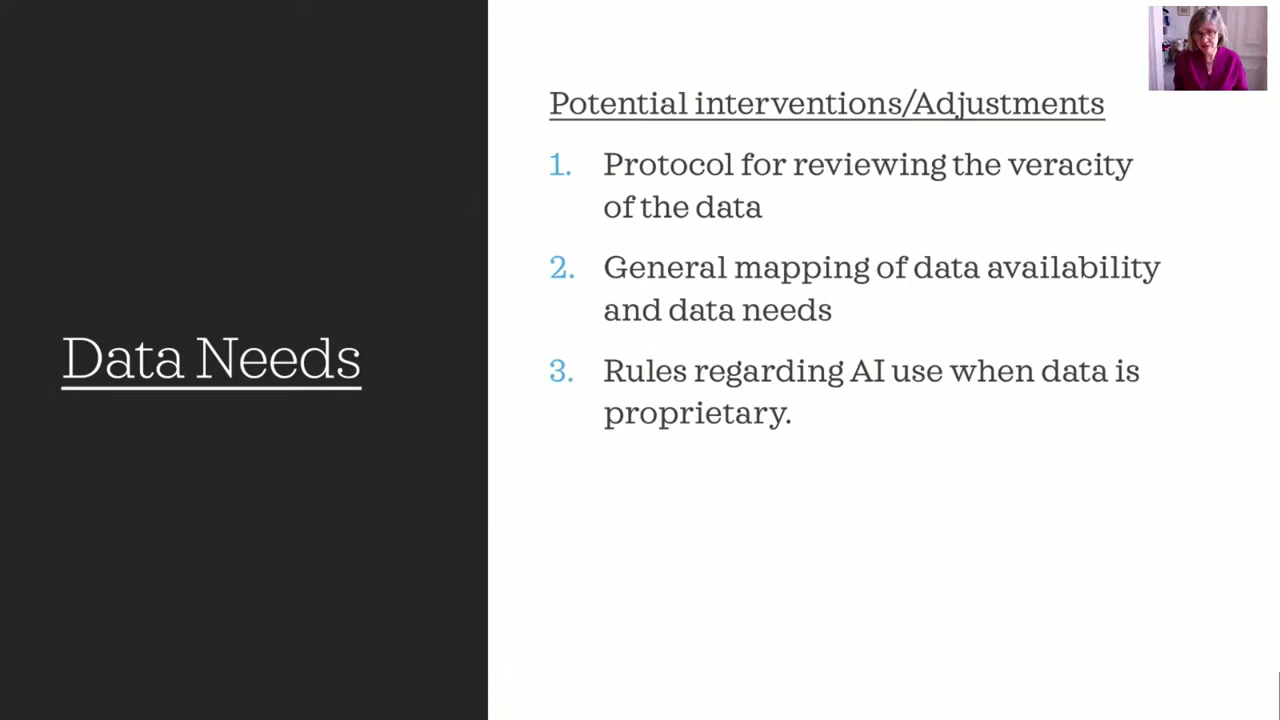 Data Needs
Potential interventions/Adjustments
1. Protocol for reviewing the veracity
of the data
2. General mapping of data availability
and data needs
3. Rules regarding AI use when data is
proprietary.